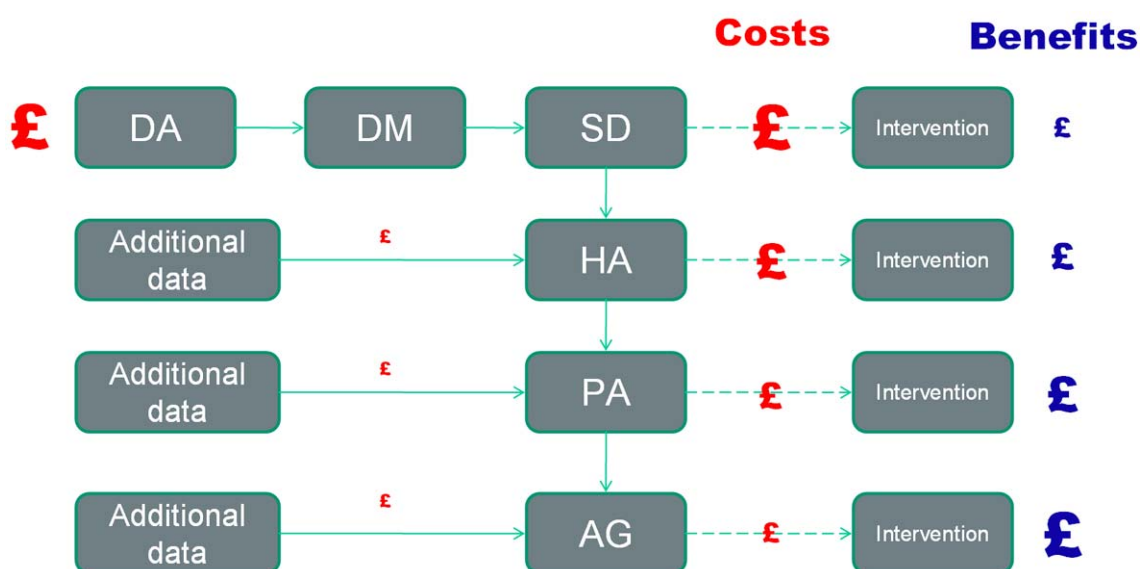 Costs Benefits
£ DA DM SD £ Intervention £
Additional
data
£ HA £ Intervention £
Additional
data
£ PA £ Intervention £
Additional
data
£ AG £ Intervention £